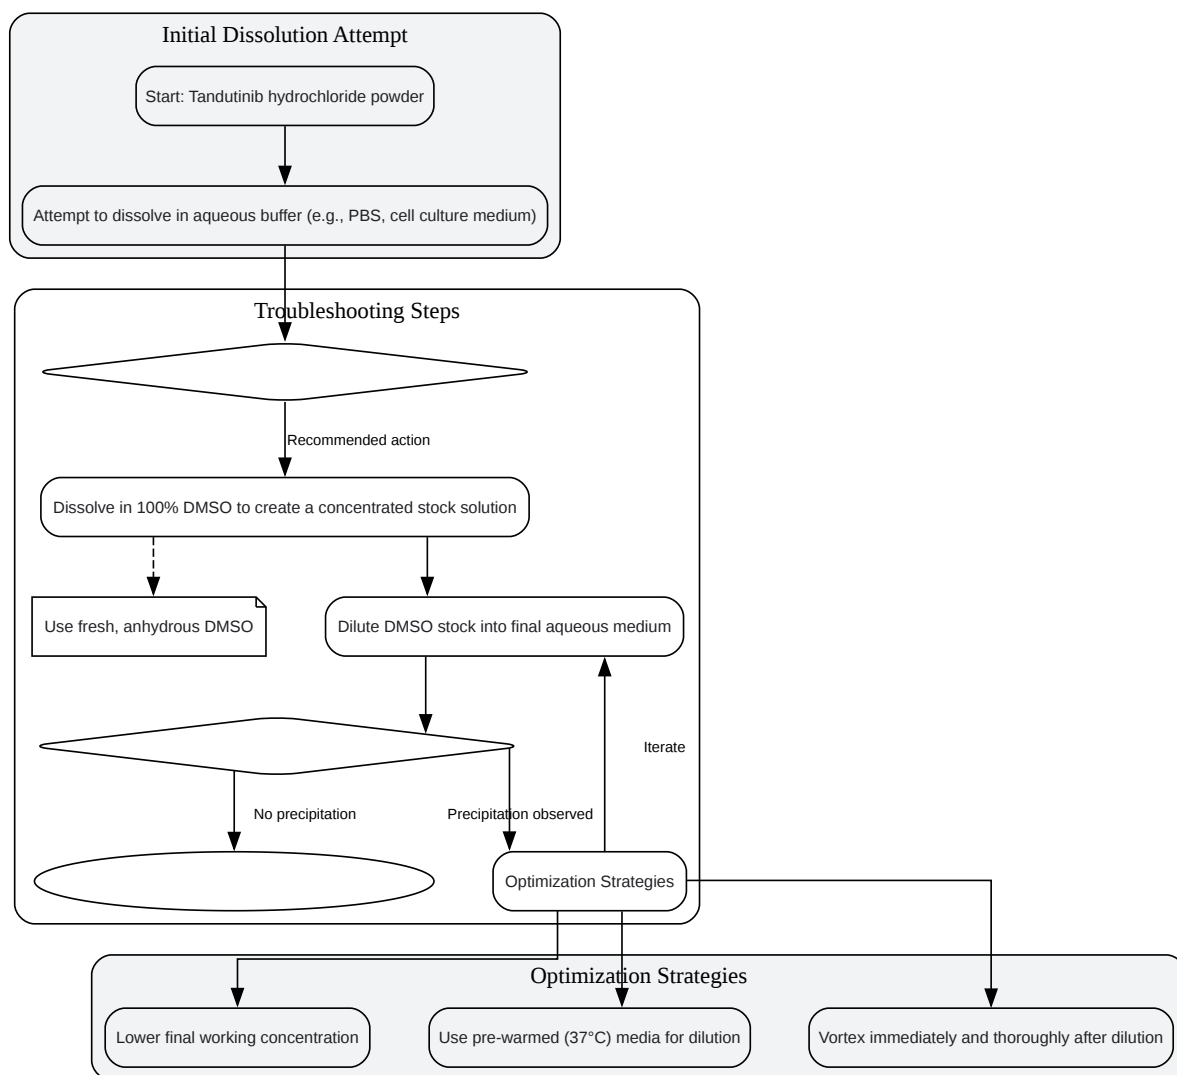 Initial Dissolution Attempt
Start: Tandutinib hydrochloride powder
Attempt to dissolve in aqueous buffer (e.g., PBS, cell culture medium)
Troubleshooting Steps
Recommended action
Dissolve in 100% DMSO to create a concentrated stock solution
Use fresh, anhydrous DMSO
Dilute DMSO stock into final aqueous medium
Iterate
No precipitation
Precipitation observed
Optimization Strategies
Optimization Strategies
Lower final working concentration
Use pre-warmed (37°C) media for dilution
Vortex immediately and thoroughly after dilution